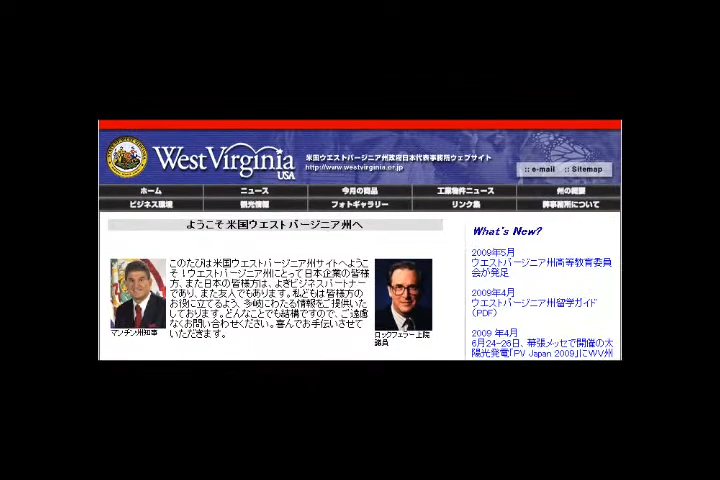 West Virginia
USA
米国ウエストバージニア州政府日本代表事務所ウェブサイト
http://www.westvirginia.or.jp
:: e-mail :: Sitemap
ホーム ニュース 今月の商品 工業物件ニュース 州の概要
ビジネス環境 観光情報 フォトギャラリー リンク集 幹事務所について
ようこそ米国ウエストバージニア州へ
このたびは米国ウエストバージニア州サイトへようこ
そ！ウエストバージニア州にとって日本企業の皆様
方、また日本の皆様方は、よきビジネスパートナー
であり、また友人でもあります。私どもは皆様方の
お役に立てるよう、多岐にわたる情報をご提供いた
しております。どんなことでも結構ですので、ご遠慮
なくお問い合わせください。喜んでお手伝いさせて
いただきます。
マンチン州知事
ロックフェラー上院
議員
What's New?
2009年5月
ウエストバージニア州高等教育委員
会が発足
2009年4月
ウエストバージニア州留学ガイド
(PDF)
2009 年4月
6月24-26日、幕張メッセで開催の太
陽光発電「PV Japan 2009」にWV州